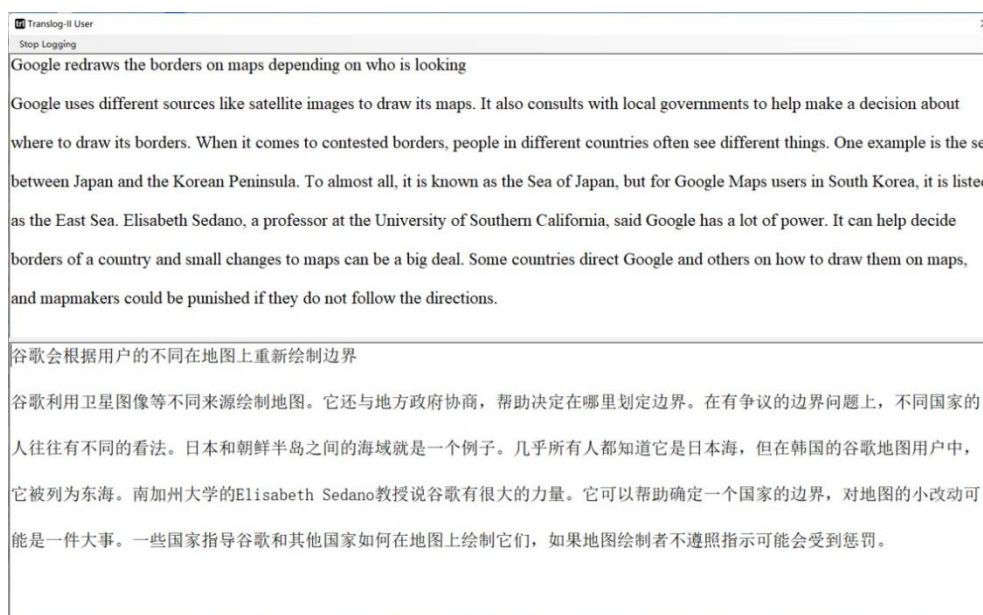 Translog-II User
Stop Logging
Google redraws the borders on maps depending on who is looking
Google uses different sources like satellite images to draw its maps. It also consults with local governments to help make a decision about
where to draw its borders. When it comes to contested borders, people in different countries often see different things. One example is the se
between Japan and the Korean Peninsula. To almost all, it is known as the Sea of Japan, but for Google Maps users in South Korea, it is listed
as the East Sea. Elisabeth Sedano, a professor at the University of Southern California, said Google has a lot of power. It can help decide
borders of a country and small changes to maps can be a big deal. Some countries direct Google and others on how to draw them on maps,
and mapmakers could be punished if they do not follow the directions.
谷歌会根据用户的不同在地图上重新绘制边界
谷歌利用卫星图像等不同来源绘制地图。它还与地方政府协商，帮助决定在哪里划定边界。在有争议的边界问题上，不同国家的
人往往有不同的看法。日本和朝鲜半岛之间的海域就是一个例子。几乎所有人都知道它是日本海，但在韩国的谷歌地图用户中，
它被列为东海。南加州大学的Elisabeth Sedano教授说谷歌有很大的力量。它可以帮助确定一个国家的边界，对地图的小改动可
能是一件大事。一些国家指导谷歌和其他国家如何在地图上绘制它们，如果地图绘制者不遵照指示可能会受到惩罚。